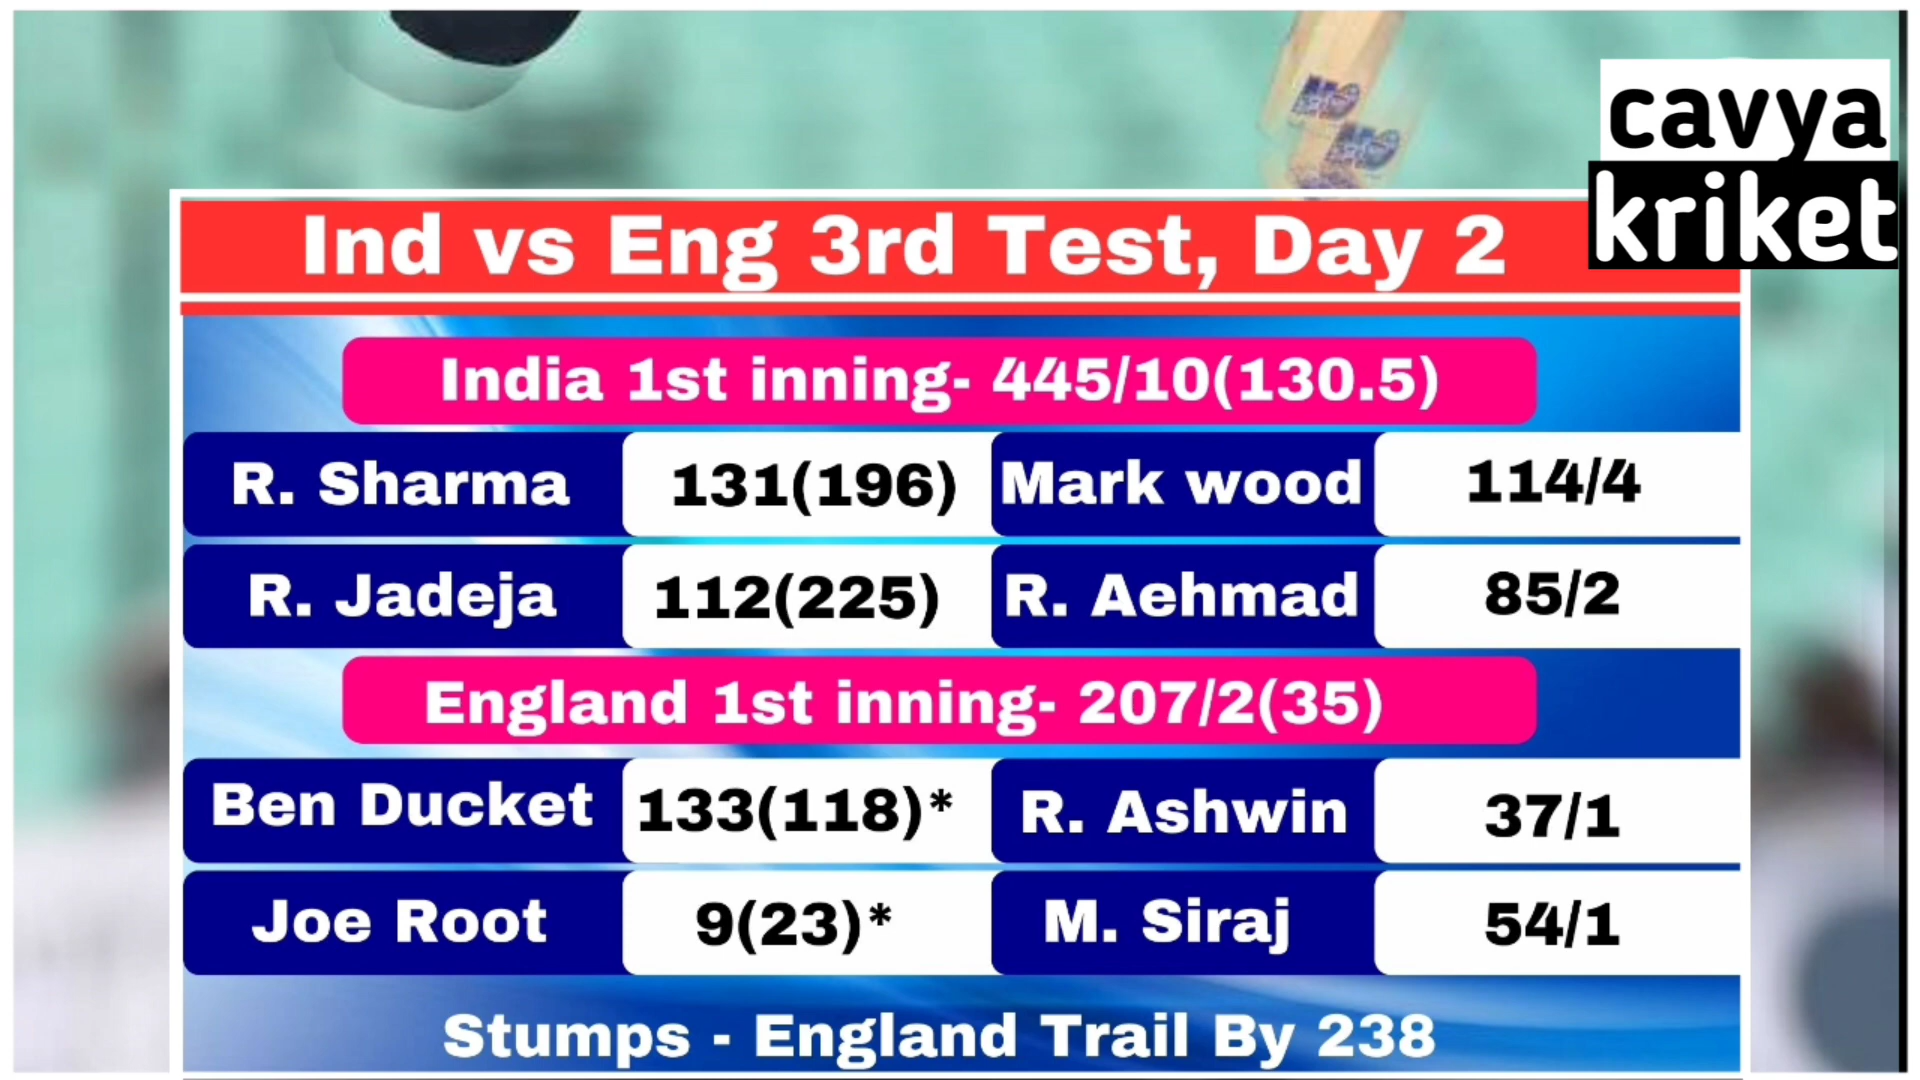 cavya
kriket
Ind vs Eng 3rd Test, Day 2
India 1st inning- 445/10(130.5)
R. Sharma 131(196) Mark wood 114/4
R. Jadeja 112(225) R. Aehmad 85/2
England 1st inning- 207/2(35)
Ben Ducket 133(118)* R. Ashwin 37/1
Joe Root 9(23)* M. Siraj 54/1
Stumps - England Trail By 238